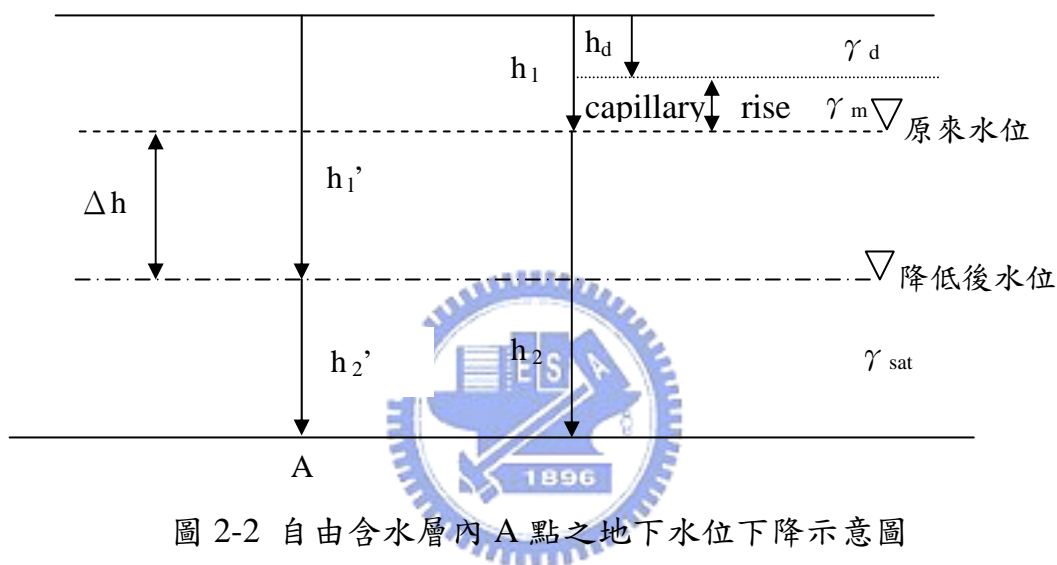 h_d
γ_d
h_1
capillary rise
γ_m
原來水位
h_1’
Δh
降低後水位
h_2’
h_2
γ_sat
E S A
A
1896
圖 2-2 自由含水層內 A 點之地下水位下降示意圖